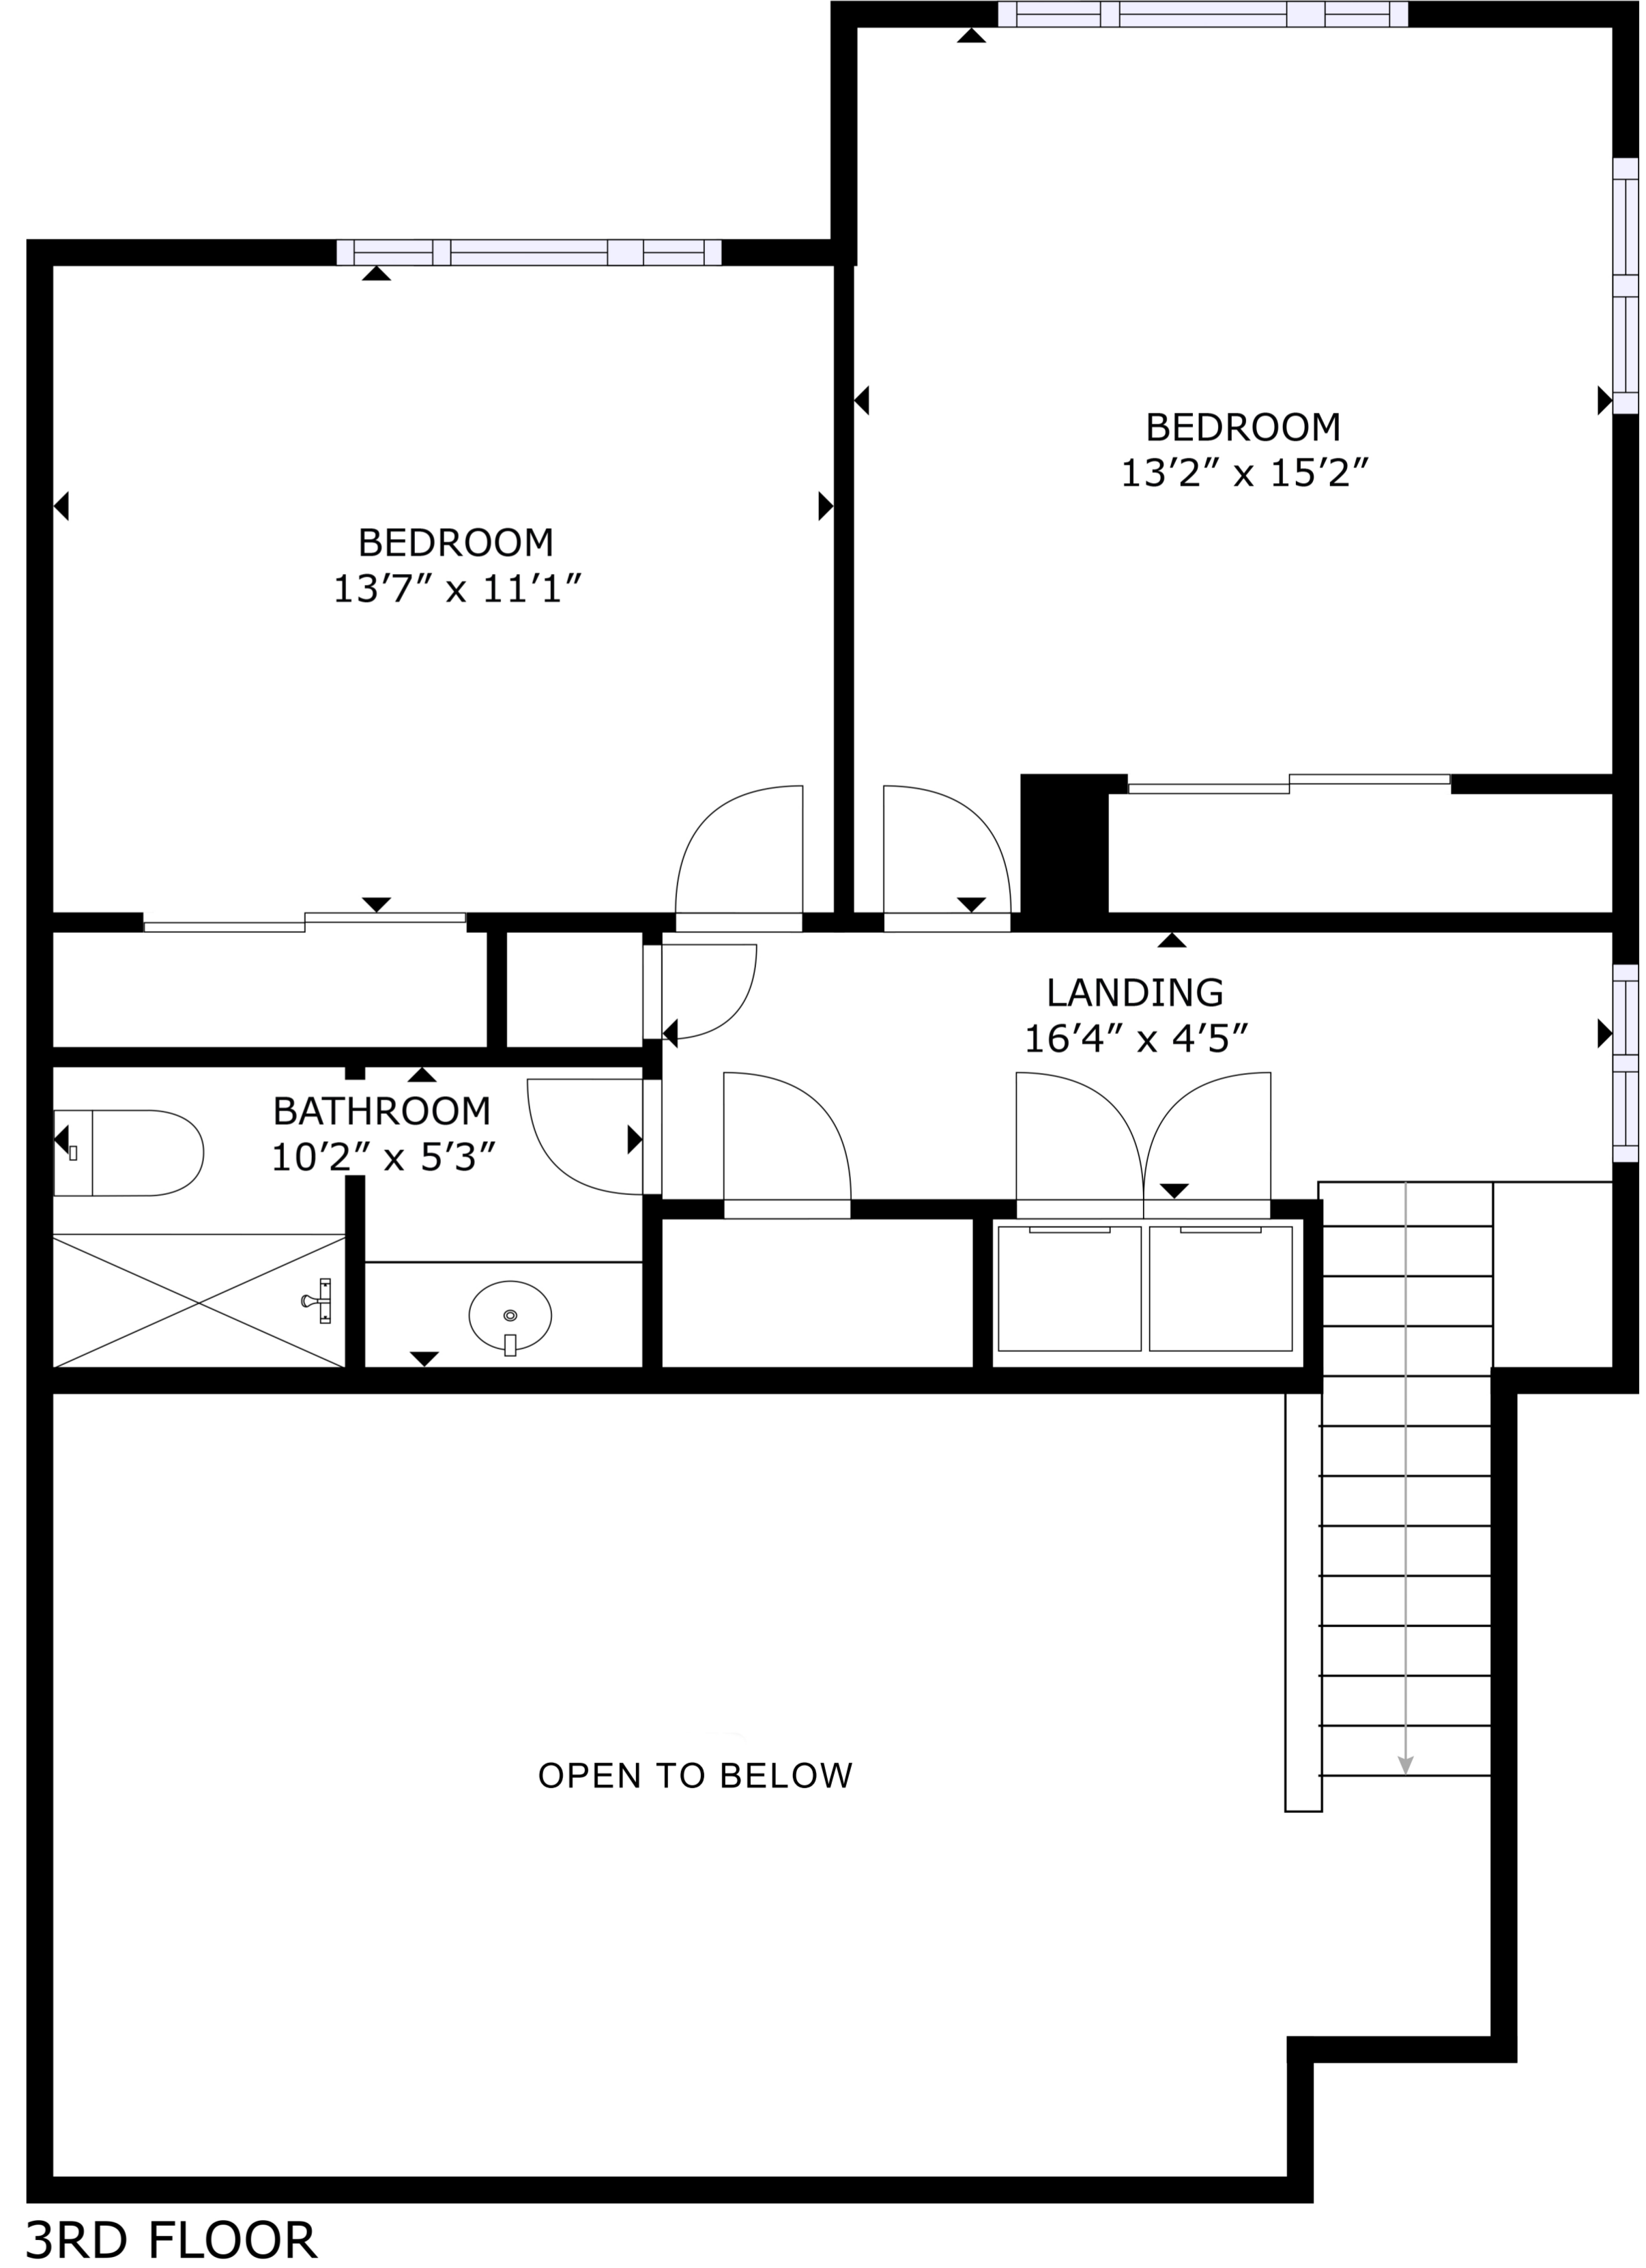 BEDROOM
13'2" x 15'2"
BEDROOM
13'7" x 11'1"
LANDING
16'4" x 4'5"
BATHROOM
10'2" x 5'3"
OPEN TO BELOW
3RD FLOOR